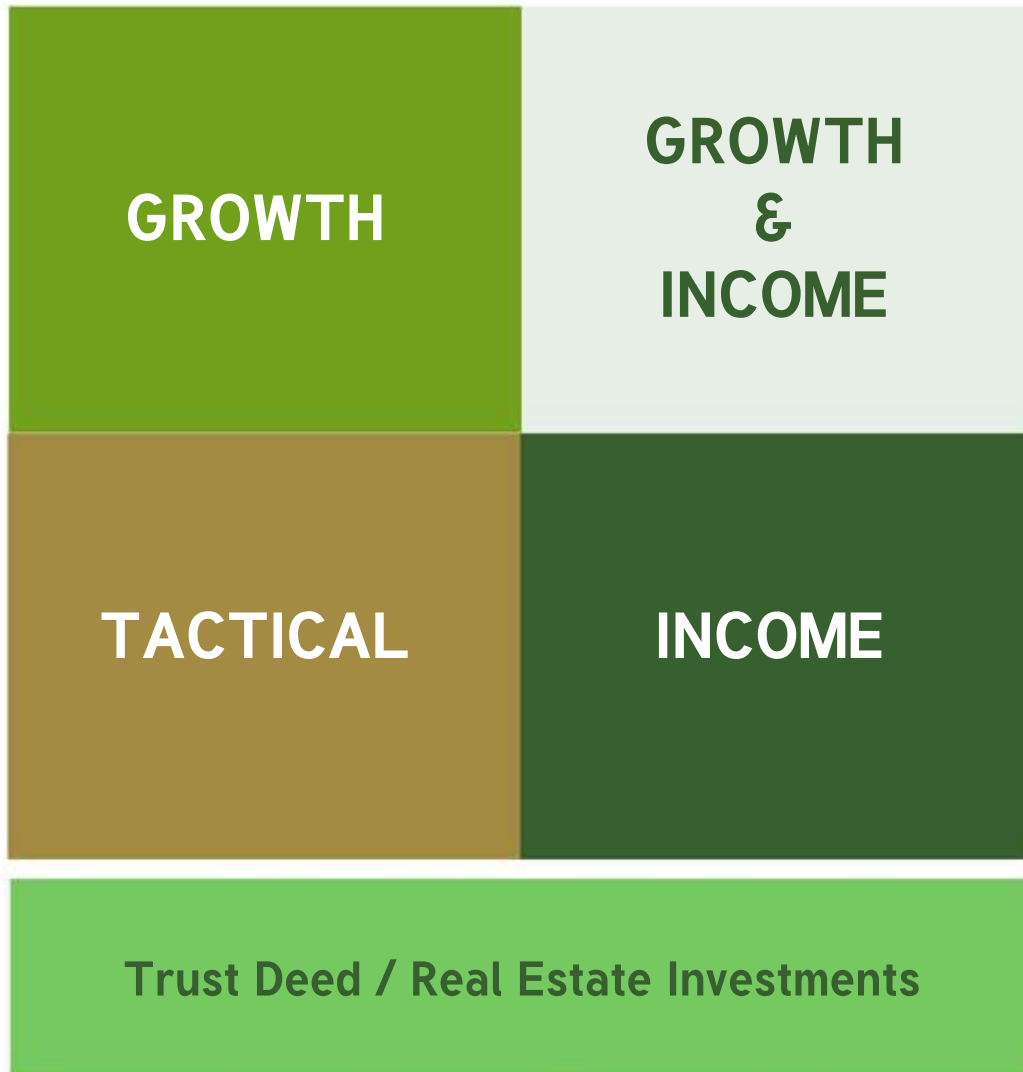 GROWTH
GROWTH
&
INCOME
TACTICAL
INCOME
Trust Deed / Real Estate Investments